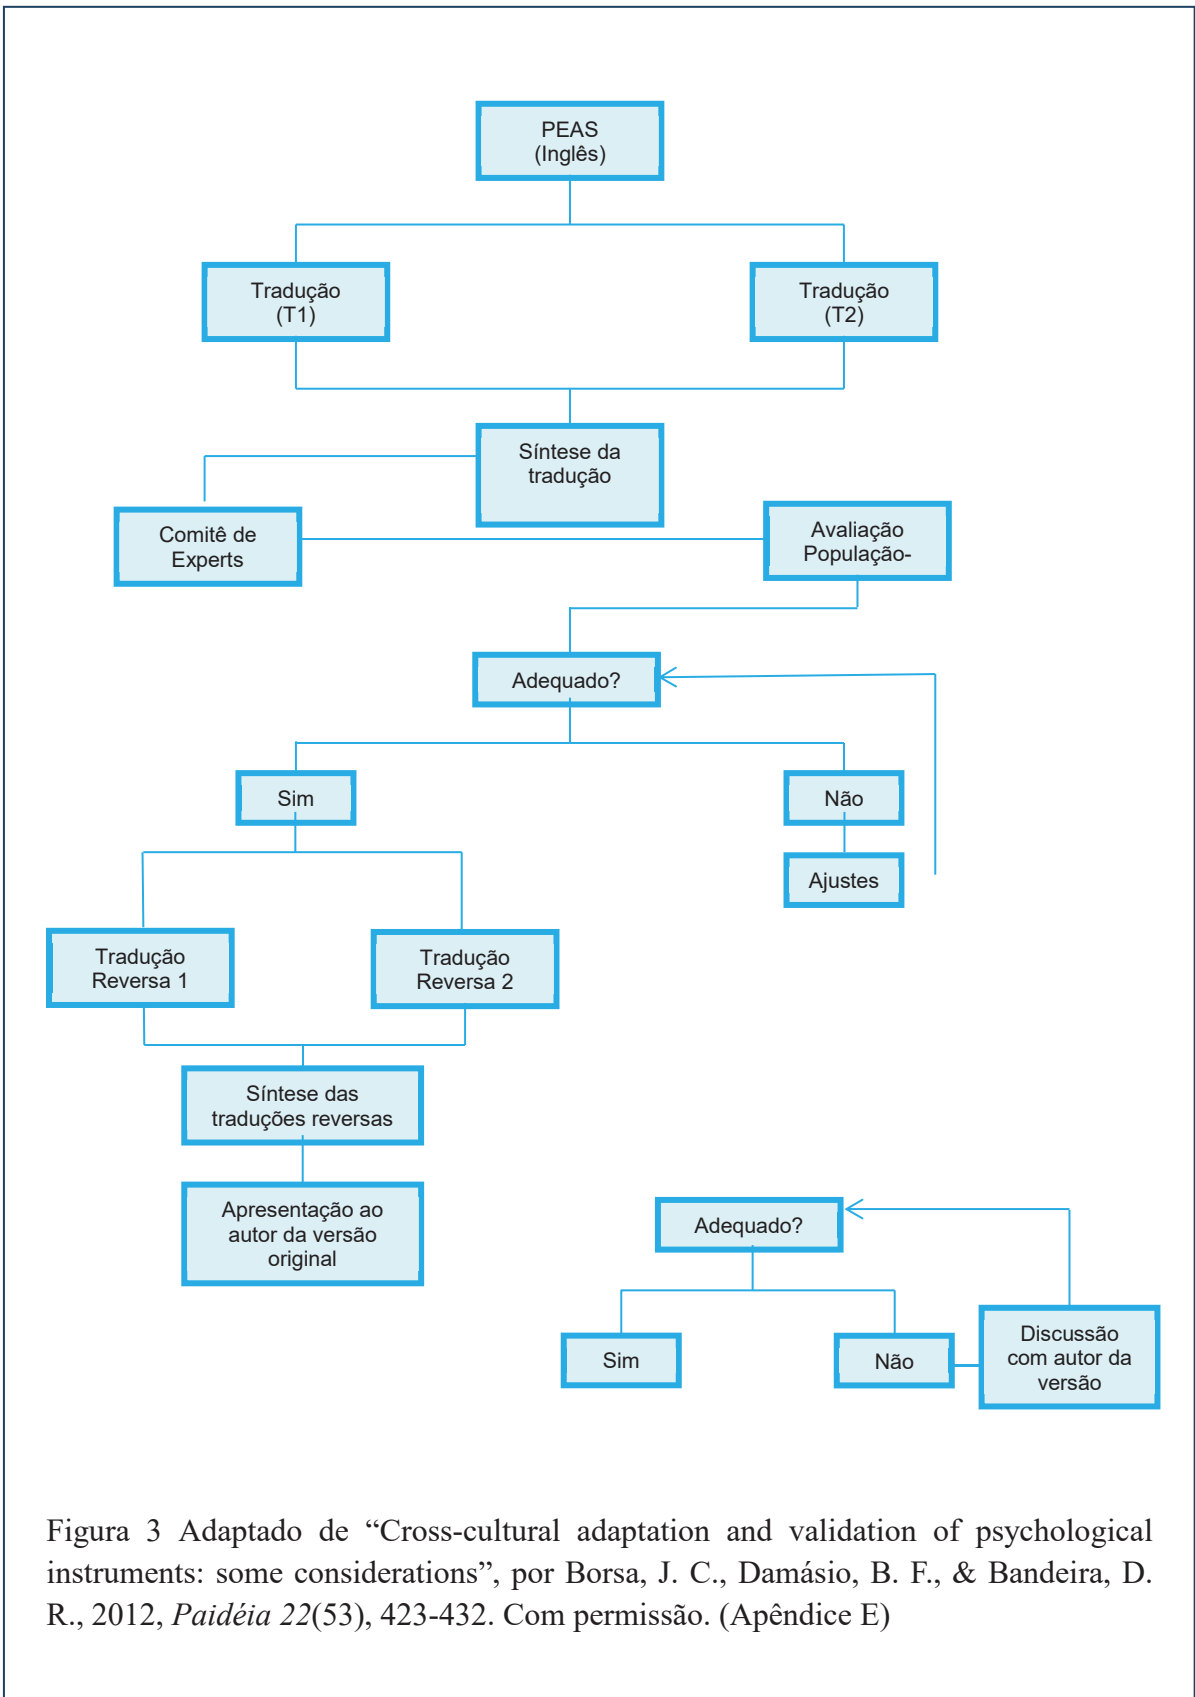 PEAS
(Inglês)
Tradução
(T1)
Tradução
(T2)
Síntese da
tradução
Comitê de
Experts
Avaliação
População-
Adequado?
Sim
Não
Ajustes
Tradução
Reversa 1
Tradução
Reversa 2
Síntese das
traduções reversas
Apresentação ao
autor da versão
original
Adequado?
Sim
Não
Discussão
com autor da
versão
Figura 3 Adaptado de “Cross-cultural adaptation and validation of psychological
instruments: some considerations”, por Borsa, J. C., Damásio, B. F., & Bandeira, D.
R., 2012, Paidéia 22(53), 423-432. Com permissão. (Apêndice E)